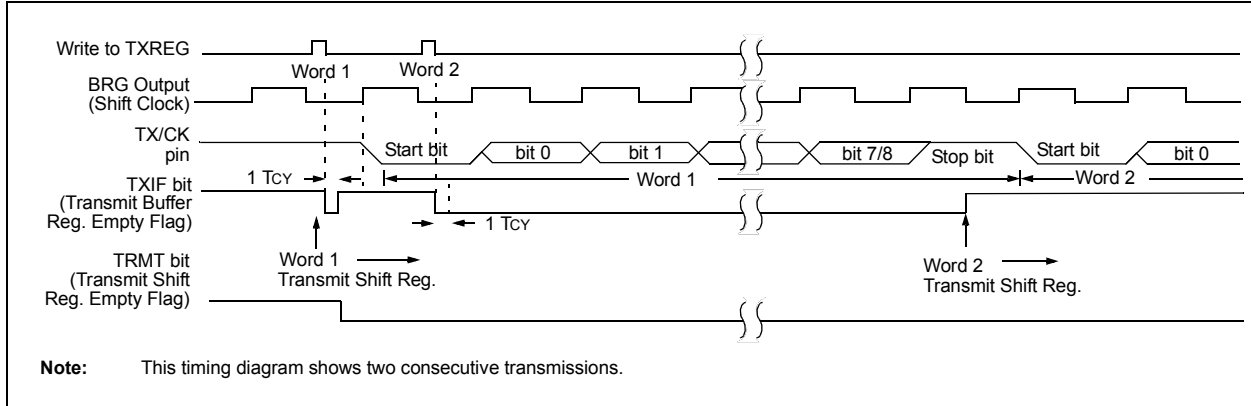 Write to TXREG
Word 1
Word 2
BRG Output
(Shift Clock)
TX/CK
pin
Start bit
bit 0
bit 1
bit 7/8
Stop bit
Start bit
bit 0
1 TCY
Word 1
Word 2
TXIF bit
(Transmit Buffer
Reg. Empty Flag)
1 TCY
Word 1
Transmit Shift Reg.
Word 2
Transmit Shift Reg.
TRMT bit
(Transmit Shift
Reg. Empty Flag)
Note: This timing diagram shows two consecutive transmissions.